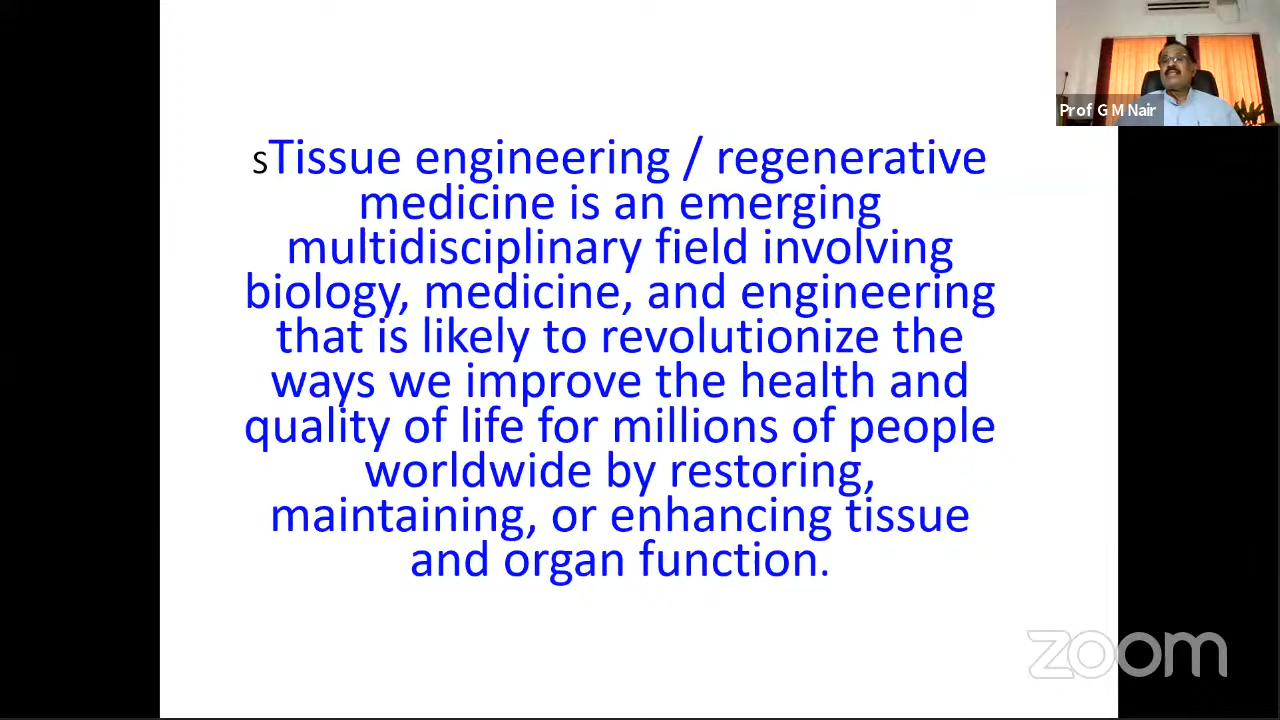 Prof G M Nair
sTissue engineering / regenerative
medicine is an emerging
multidisciplinary field involving
biology, medicine, and engineering
that is likely to revolutionize the
ways we improve the health and
quality of life for millions of people
worldwide by restoring,
maintaining, or enhancing tissue
and organ function.
zoom